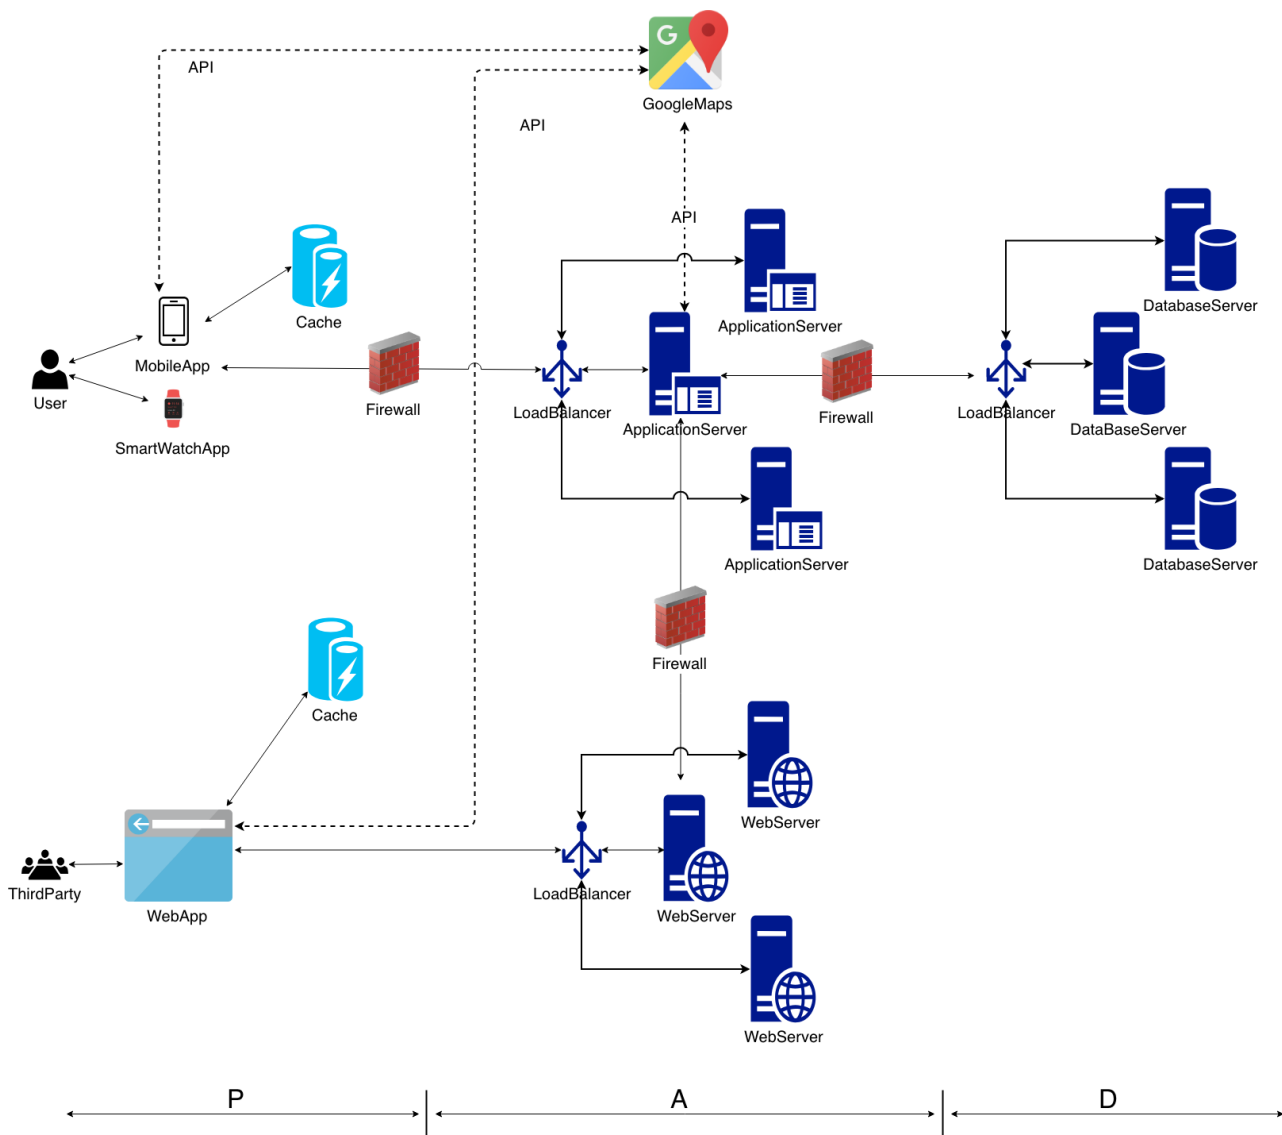 G
API
GoogleMaps
API
API
Cache
DatabaseServer
ApplicationServer
MobileApp
User
Firewall
LoadBalancer
ApplicationServer
Firewall
LoadBalancer
DataBaseServer
SmartWatchApp
ApplicationServer
DatabaseServer
Firewall
Cache
WebServer
ThirdParty
WebApp
LoadBalancer
WebServer
WebServer
P
A
D